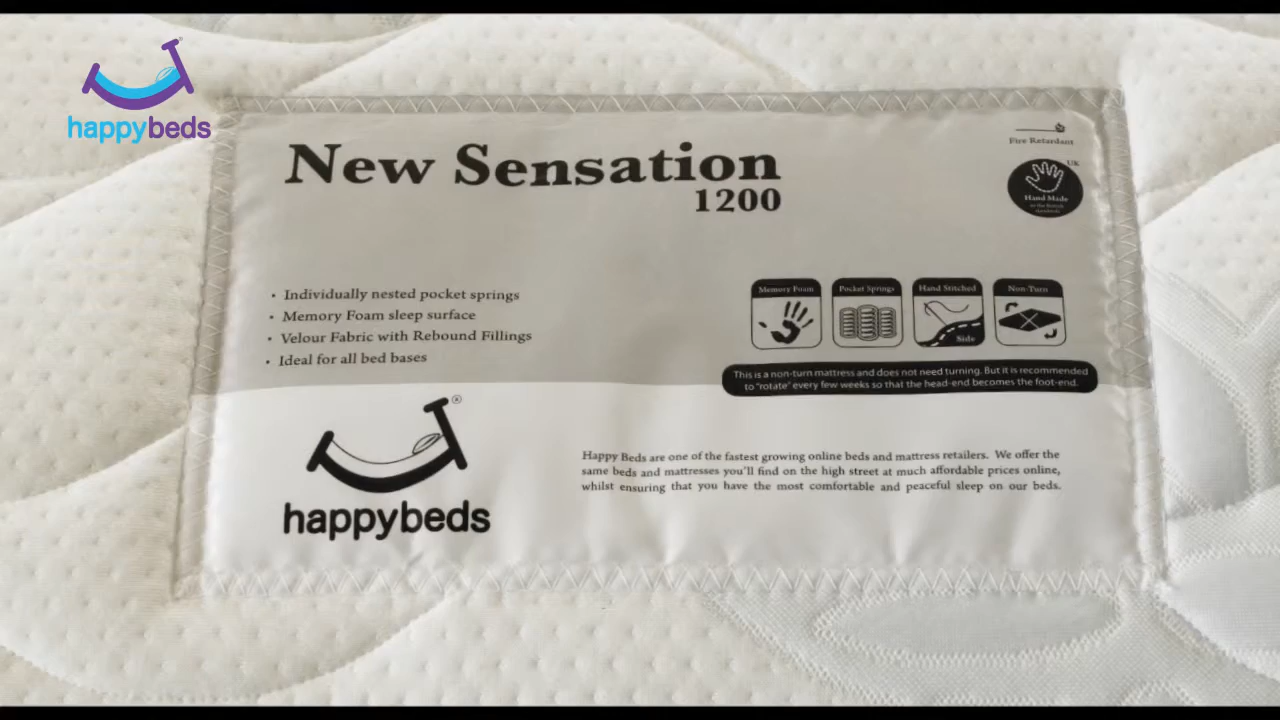 happybeds
New Sensation
1200
Fire Retardant
UK
Hand Made
• Individually nested pocket springs
• Memory Foam sleep surface
• Velour Fabric with Rebound Fillings
• Ideal for all bed bases
Memory Foam
Pocket Springs
Hand Stitched
Side
Non-Turn
This is a non-turn mattress and does not need turning. But it is recommended
to "rotate" every few weeks so that the head-end becomes the foot-end.
happybeds®
Happy Beds are one of the fastest growing online beds and mattress retailers. We offer the
same beds and mattresses you'll find on the high street at much affordable prices online,
whilst ensuring that you have the most comfortable and peaceful sleep on our beds.